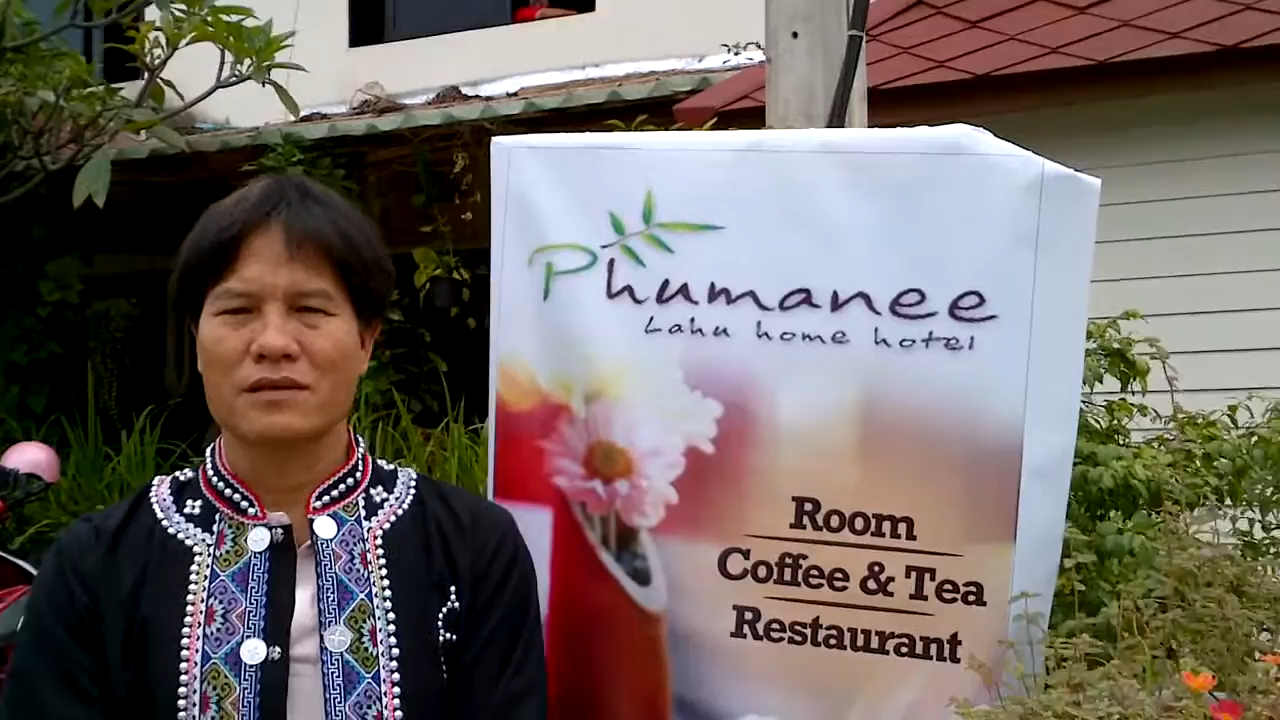 Phumanee
Lahu home hotel
Room
Coffee & Tea
Restaurant